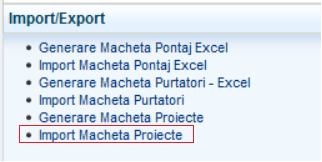 Import/Export
Generare Macheta Pontaj Excel
Import Macheta Pontaj Excel
Generare Macheta Purtatori - Excel
Import Macheta Purtatori
Generare Macheta Proiecte
Import Macheta Proiecte